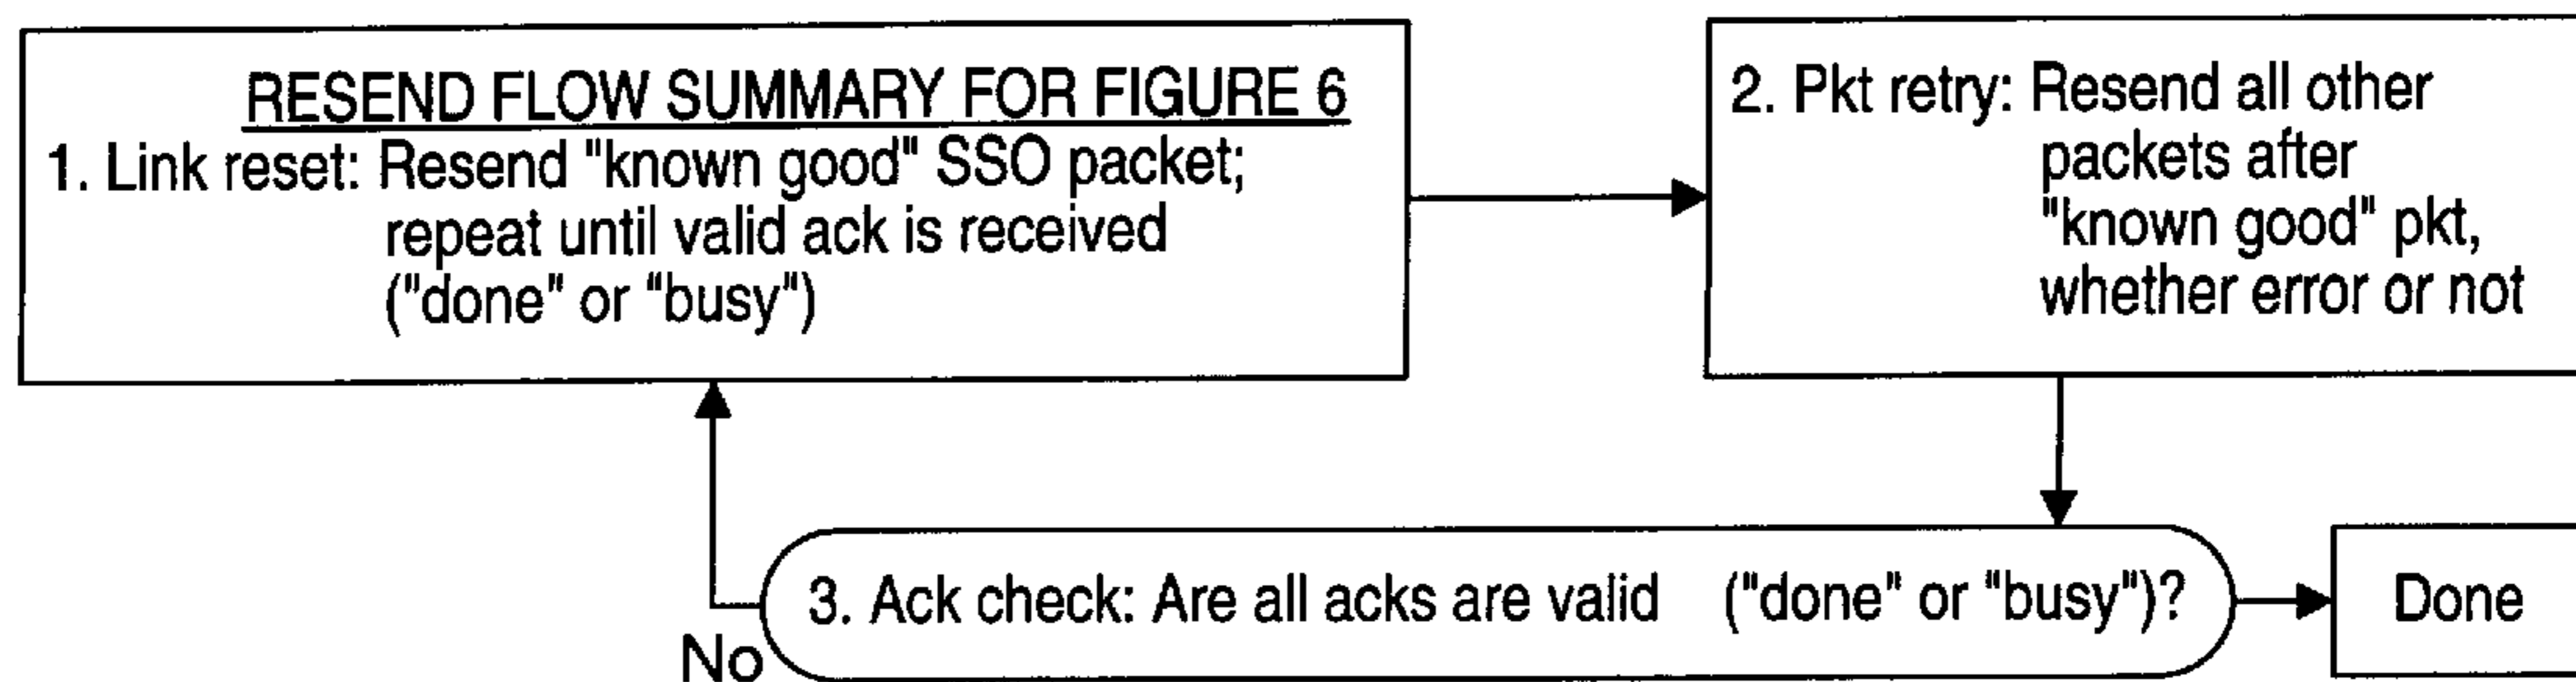 RESEND FLOW SUMMARY FOR FIGURE 6
1. Link reset: Resend "known good" SSO packet;
repeat until valid ack is received
("done" or "busy")
2. Pkt retry: Resend all other
packets after
"known good" pkt,
whether error or not
3. Ack check: Are all acks are valid ("done" or "busy")?
No
Done